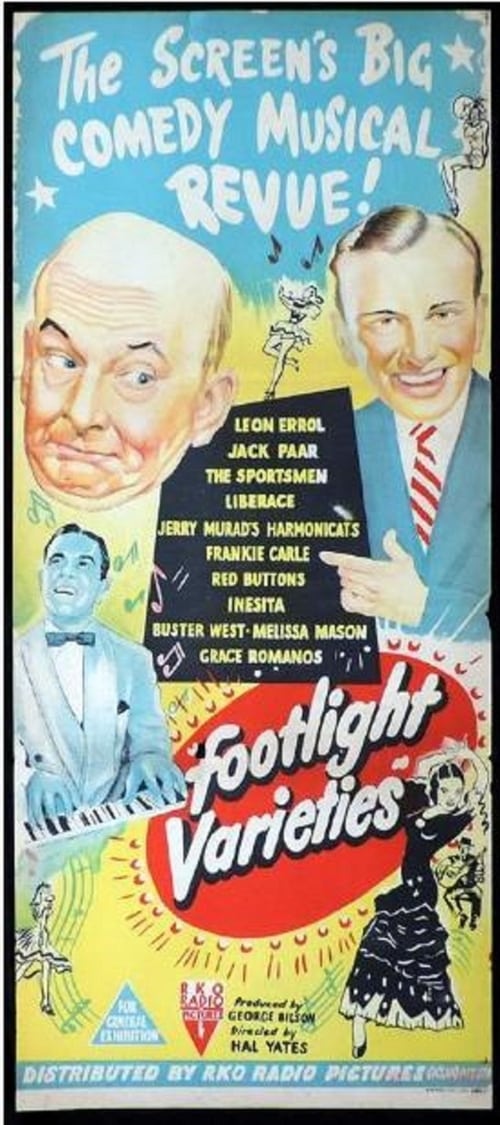 The SCREEN'S BIG
COMEDY MUSICAL
REVUE!
LEON ERROL
JACK PAAR
THE SPORTSMEN
LIBERACE
JERRY MURAD'S HARMONICATS
FRANKIE CARLE
RED BUTTONS
INESITA
BUSTER WEST · MELISSA MASON
GRACE ROMANOS
Footlight
Varieties
FOR
GENERAL
EXHIBITION
RKO
RADIO
PICTURES
Produced by
GEORGE BILSON
Directed by
HAL YATES
DISTRIBUTED BY RKO RADIO PICTURES